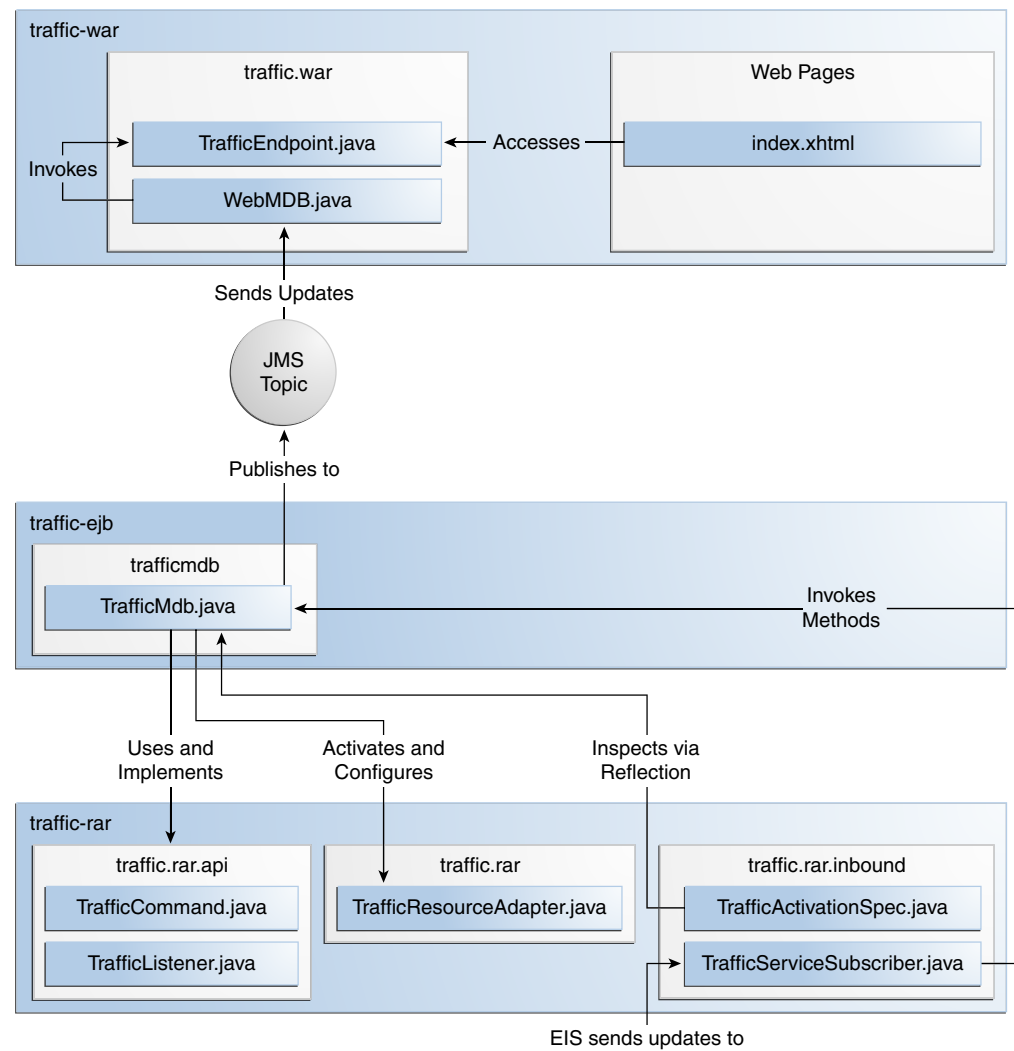 traffic-war
traffic.war
Web Pages
TrafficEndpoint.java
Accesses
index.xhtml
Invokes
WebMDB.java
Sends Updates
JMS
Topic
Publishes to
traffic-ejb
trafficmdb
TrafficMdb.java
Invokes
Methods
Uses and
Implements
Activates and
Configures
Inspects via
Reflection
traffic-rar
traffic.rar.api
traffic.rar
traffic.rar.inbound
TrafficCommand.java
TrafficResourceAdapter.java
TrafficActivationSpec.java
TrafficListener.java
TrafficServiceSubscriber.java
EIS sends updates to